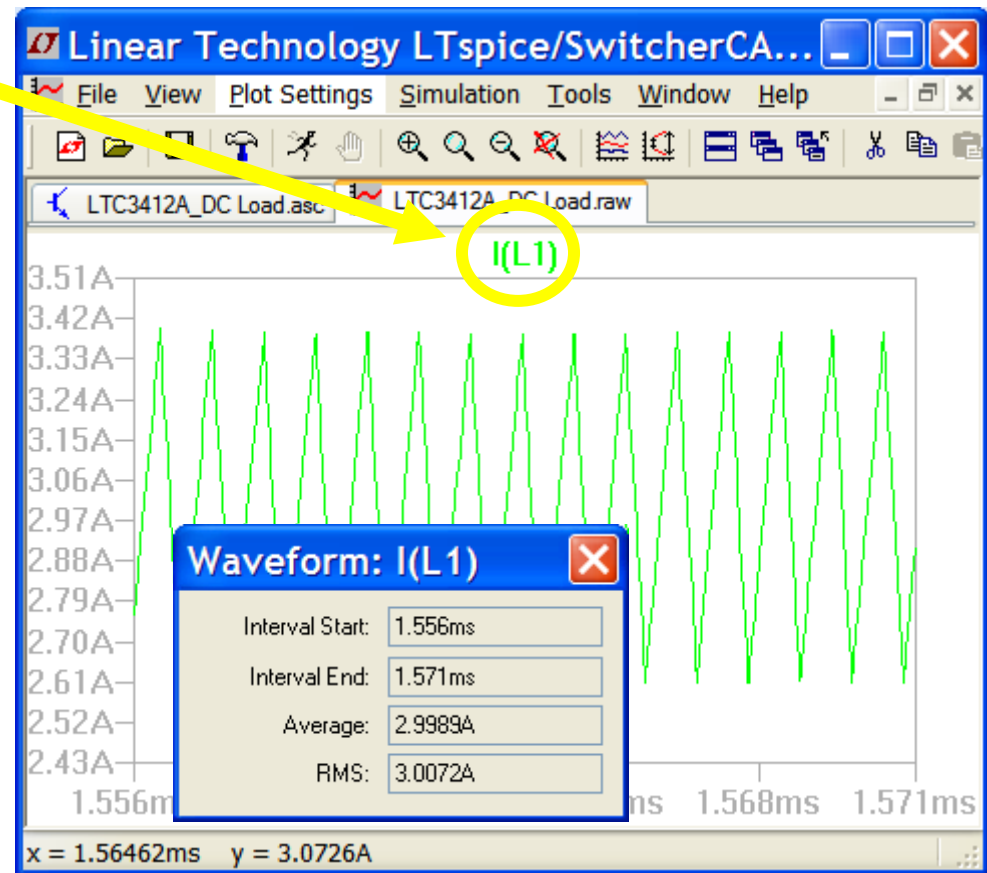 Linear Technology LTspice/SwitcherCA...
File View Plot Settings Simulation Tools Window Help
LTC3412A_DC Load.asc LTC3412A_DC Load.raw
I(L1)
3.51A
3.42A
3.33A
3.24A
3.15A
3.06A
2.97A
2.88A
2.79A
2.70A
2.61A
2.52A
2.43A
Waveform: I(L1)
Interval Start: 1.556ms
Interval End: 1.571ms
Average: 2.9989A
RMS: 3.0072A
1.556m ns 1.568ms 1.571ms
x = 1.56462ms y = 3.0726A